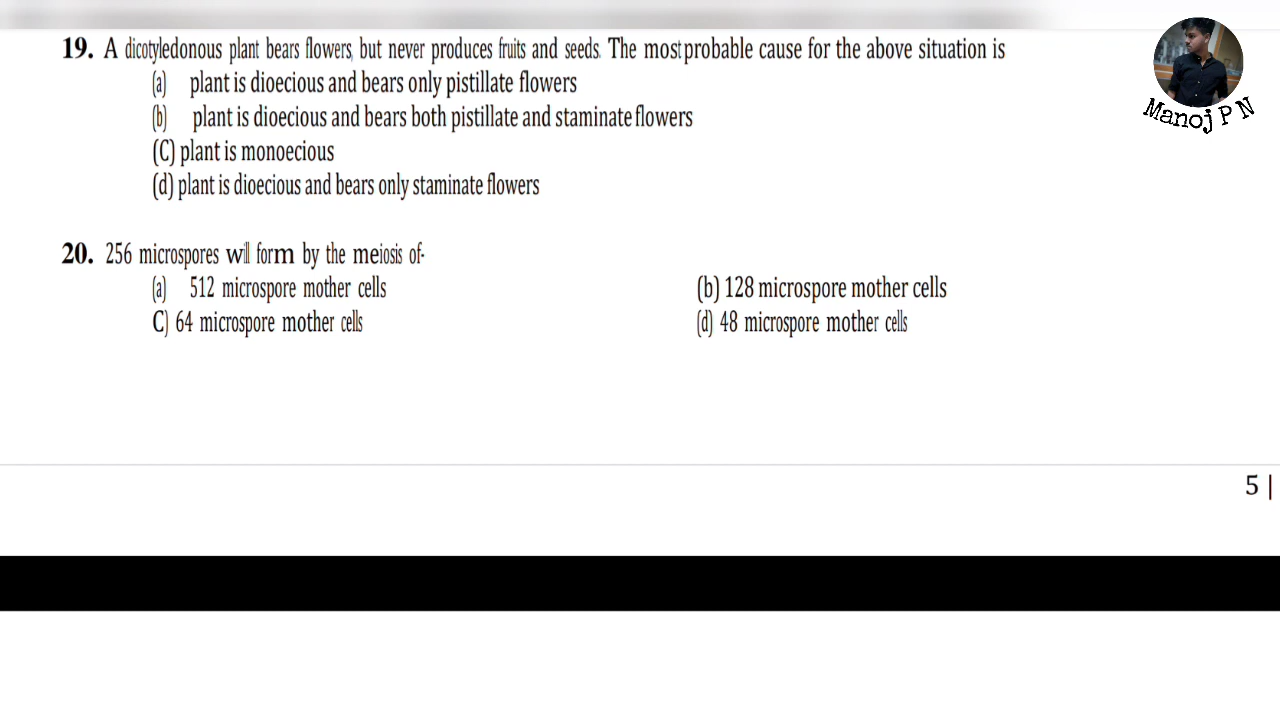 19. A dicotyledonous plant bears flowers, but never produces fruits and seeds. The most probable cause for the above situation is
(a) plant is dioecious and bears only pistillate flowers
(b) plant is dioecious and bears both pistillate and staminate flowers
(C) plant is monoecious
(d) plant is dioecious and bears only staminate flowers
Manoj P N
20. 256 microspores will form by the meiosis of-
(a) 512 microspore mother cells (b) 128 microspore mother cells
C) 64 microspore mother cells (d) 48 microspore mother cells
5 |